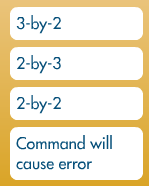 3-by-2
2-by-3
2-by-2
Command will
cause error